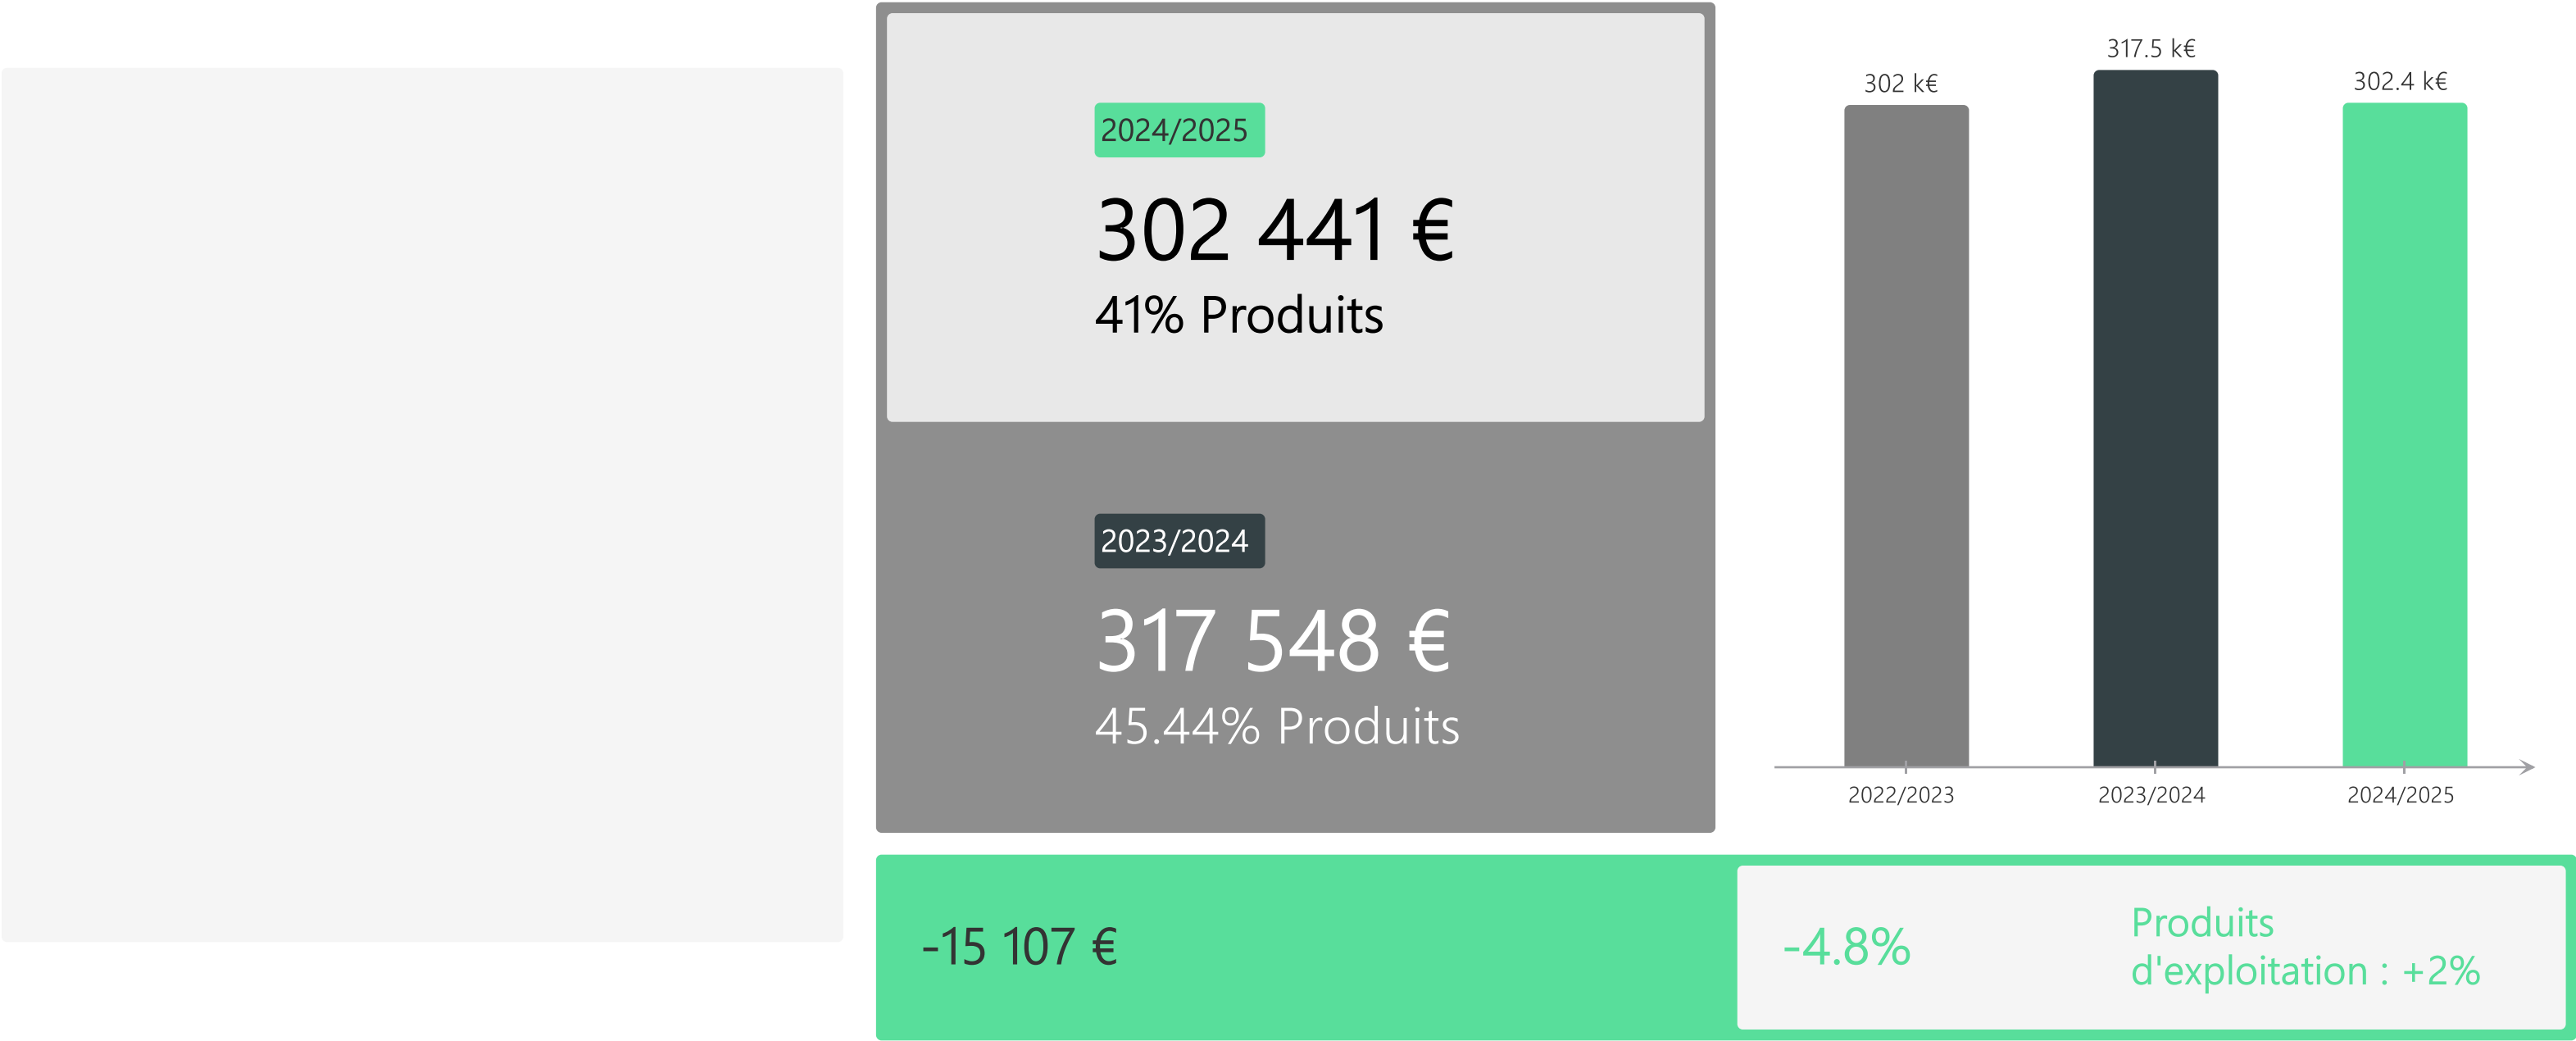 2024/2025
302 441 €
41% Produits
2023/2024
317 548 €
45.44% Produits
317.5 k€
302 k€
302.4 k€
2022/2023
2023/2024
2024/2025
-15 107 €
-4.8%
Produits
d'exploitation : +2%